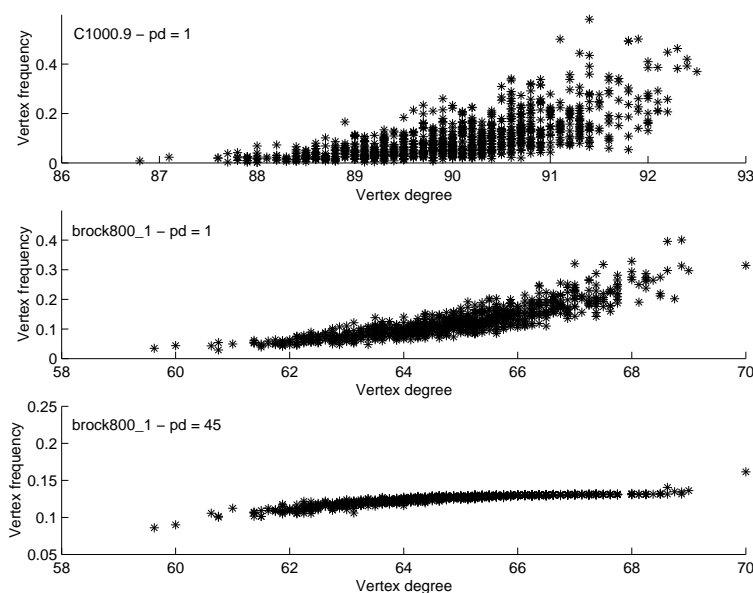 C1000.9 – pd = 1
Vertex frequency
0.4
0.2
0
86 87 88 89 90 91 92 93
Vertex degree
brock800_1 – pd = 1
Vertex frequency
0.4
0.3
0.2
0.1
0
58 60 62 64 66 68 70
Vertex degree
brock800_1 – pd = 45
Vertex frequency
0.25
0.2
0.15
0.1
0.05
58 60 62 64 66 68 70
Vertex degree